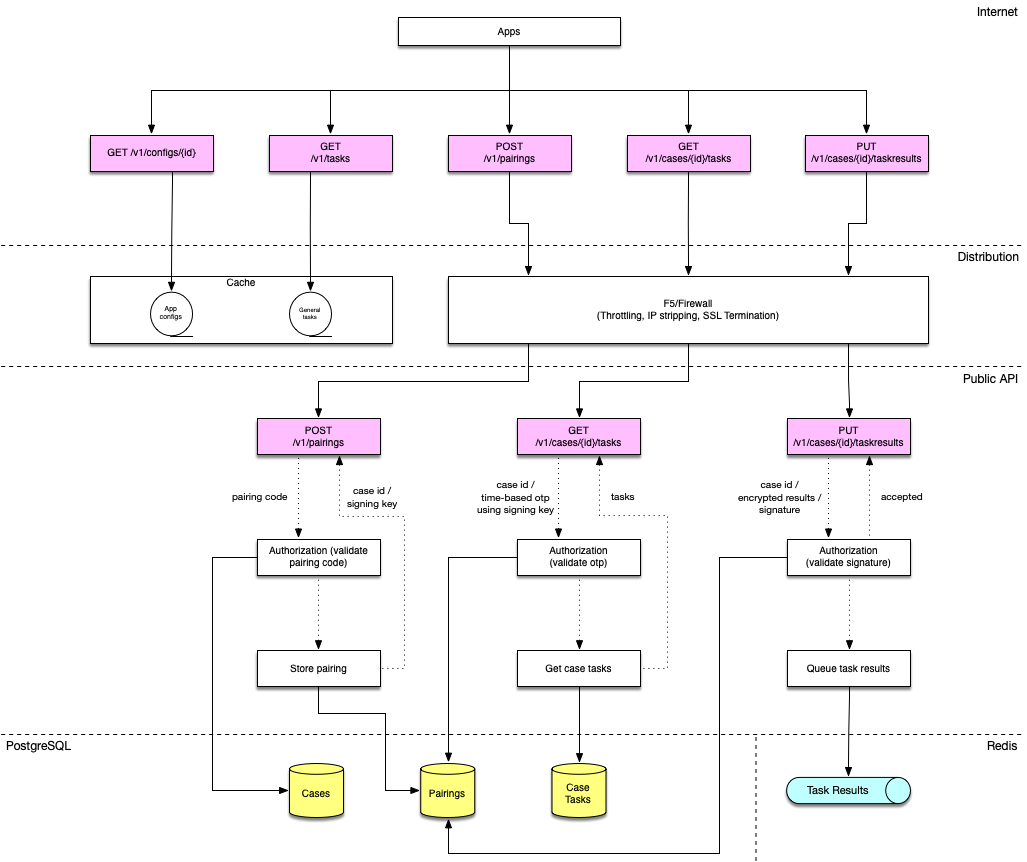 Internet
Apps
GET /v1/configs/{id}
GET
/v1/tasks
POST
/v1/pairings
GET
/v1/cases/{id}/tasks
PUT
/v1/cases/{id}/taskresults
Distribution
Cache
App
configs
General
tasks
F5/Firewall
(Throttling, IP stripping, SSL Termination)
Public API
POST
/v1/pairings
GET
/v1/cases/{id}/tasks
PUT
/v1/cases/{id}/taskresults
pairing code
case id /
signing key
case id /
time-based otp
using signing key
tasks
case id /
encrypted results /
signature
accepted
Authorization (validate
pairing code)
Authorization
(validate otp)
Authorization
(validate signature)
Store pairing
Get case tasks
Queue task results
PostgreSQL
Redis
Cases
Pairings
Case
Tasks
Task Results